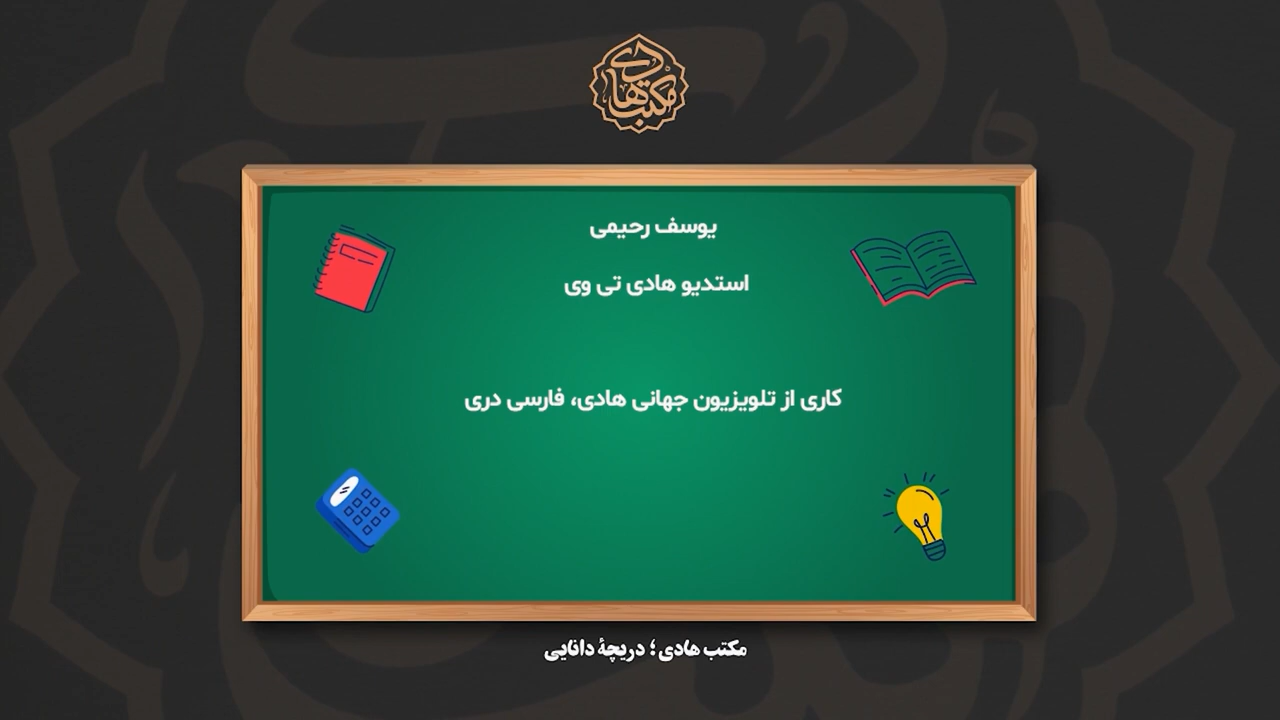 مکتب هادی
یوسف رحیمی
استدیو هادی تی وی
کاری از تلویزیون جهانی هادی، فارسی دری
مکتب هادی؛ دریچهٔ دانایی